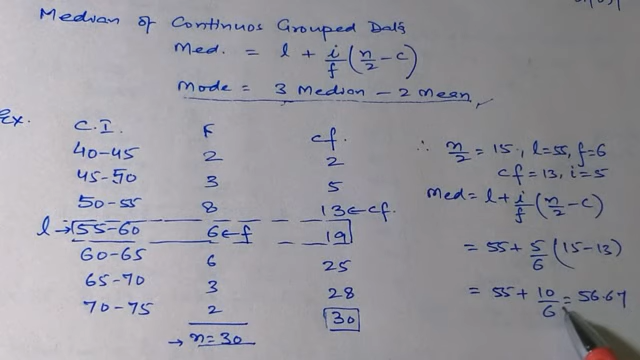 Median of Continuos Grouped Data
Med. = l + i/f (n/2 - c)
Mode = 3 Median - 2 Mean
Ex.
C.I. F cf.
40-45 2 2
45-50 3 5
50-55 8 13 ← cf.
l → 55-60 6 ← f 19
60-65 6 25
65-70 3 28
70-75 2 30
→ n = 30
∴ n/2 = 15, l = 55, f = 6
cf = 13, i = 5
Med = l + i/f (n/2 - c)
= 55 + 5/6 (15 - 13)
= 55 + 10/6 = 56.67